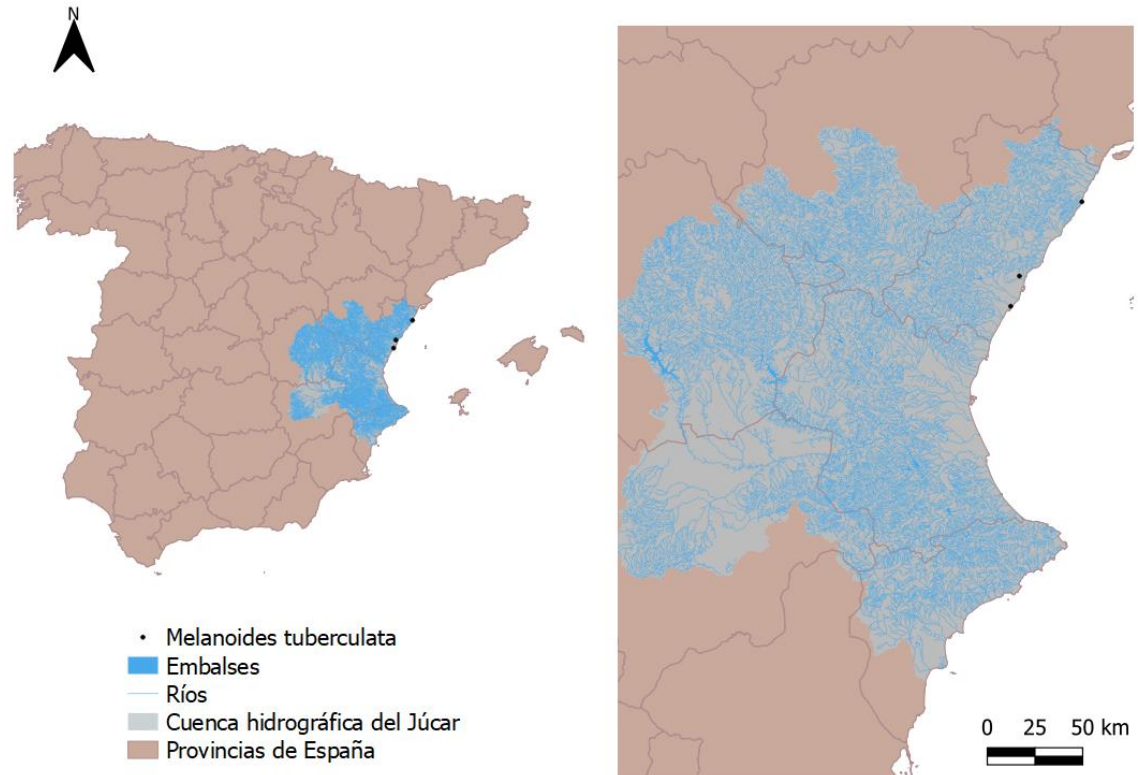 N
Melanoides tuberculata
Embalses
Ríos
Cuenca hidrográfica del Júcar
Provincias de España
0 25 50 km